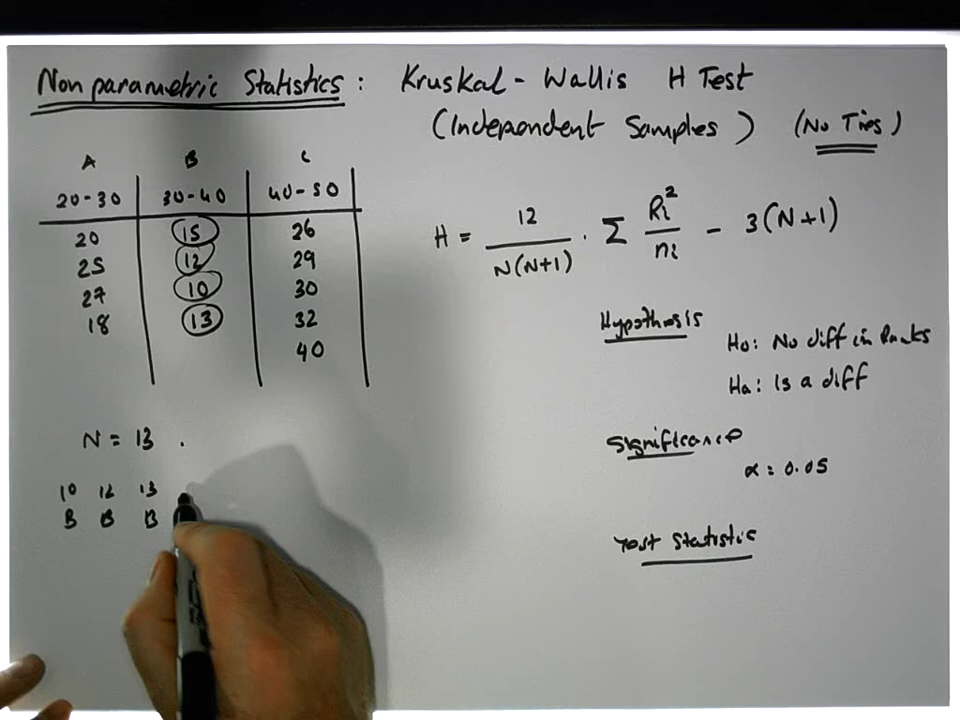 Nonparametric Statistics : Kruskal-Wallis H Test
(Independent Samples) (No Ties)
A B C
20-30 30-40 40-50
20 15 26
25 12 29
27 10 30
18 13 32
40
H = 12 / N(N+1) . Σ Ri² / ni - 3(N+1)
Hypothesis
Ho: No diff in Ranks
Ha: Is a diff
N = 13 .
Significance
α = 0.05
10 12 13
B B B
Test Statistic